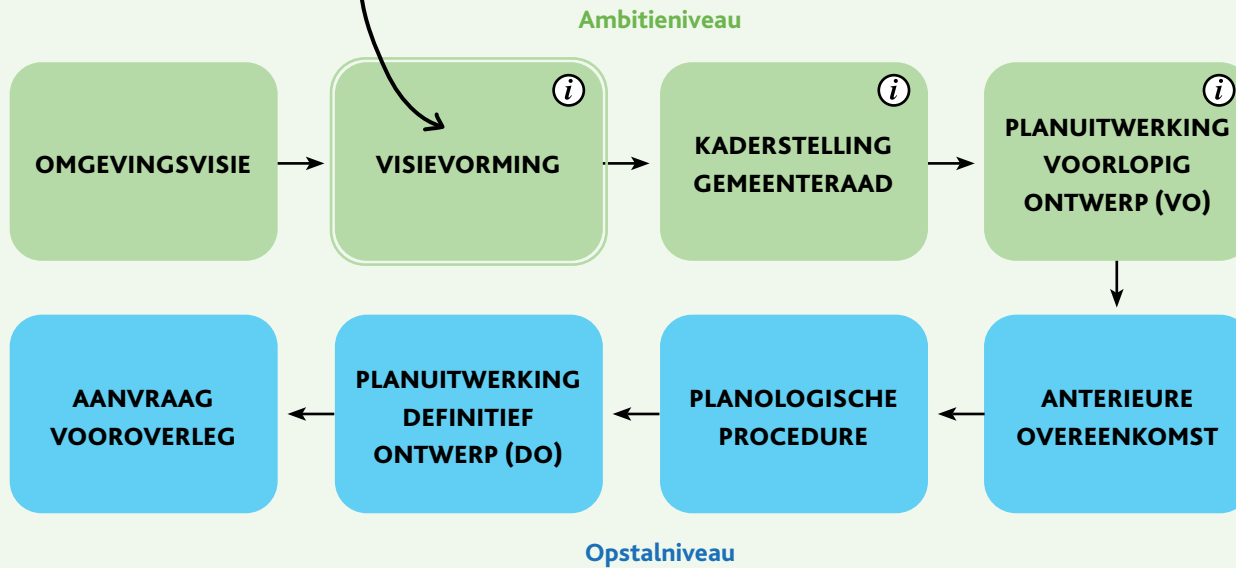 Ambitieniveau
OMGEVINGSVISIE
VISIEVORMING
i
KADERSTELLING
GEMEENTERAAD
i
PLANUITWERKING
VOORLOPIG
ONTWERP (VO)
i
AANVRAAG
VOOROVERLEG
PLANUITWERKING
DEFINITIEF
ONTWERP (DO)
PLANOLOGISCHE
PROCEDURE
ANTERIEURE
OVEREENKOMST
Opstalniveau